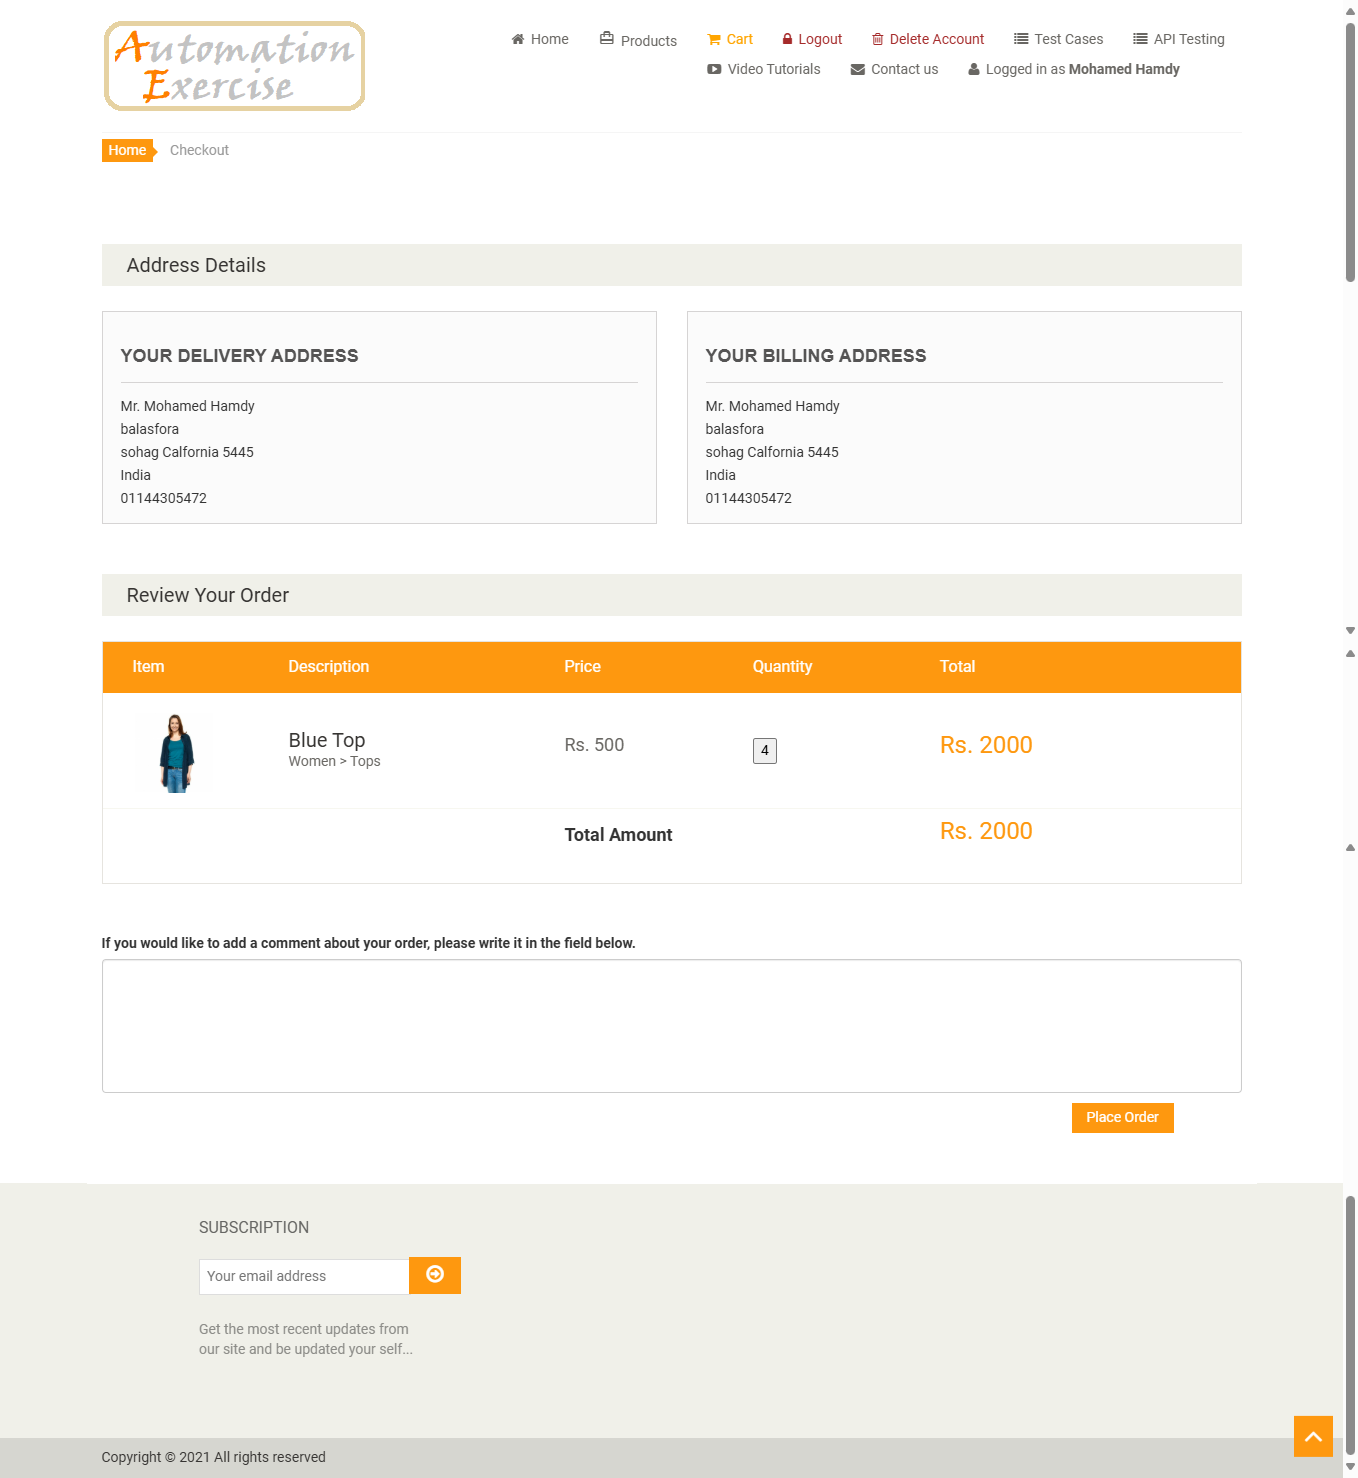 Automation
Exercise
Home
Products
Cart
Logout
Delete Account
Test Cases
API Testing
Video Tutorials
Contact us
Logged in as Mohamed Hamdy
Home
Checkout
Address Details
YOUR DELIVERY ADDRESS
Mr. Mohamed Hamdy
balasfora
sohag Calfornia 5445
India
01144305472
YOUR BILLING ADDRESS
Mr. Mohamed Hamdy
balasfora
sohag Calfornia 5445
India
01144305472
Review Your Order
Item Description Price Quantity Total
Blue Top
Women > Tops
Rs. 500
4
Rs. 2000
Total Amount Rs. 2000
If you would like to add a comment about your order, please write it in the field below.
Place Order
SUBSCRIPTION
Your email address
Get the most recent updates from
our site and be updated your self...
Copyright © 2021 All rights reserved